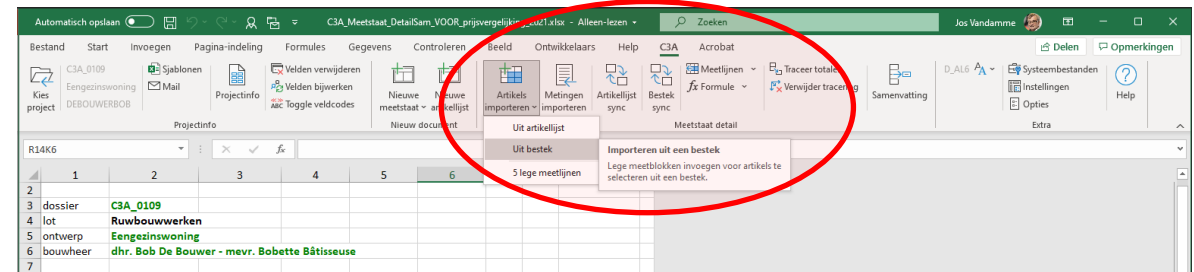 Automatisch opslaan C3A_Meetstaat_DetailSam_VOOR_prijsvergelijking_2021.xlsx - Alleen-lezen Zoeken Jos Vandamme
Bestand Start Invoegen Pagina-indeling Formules Gegevens Controleren Beeld Ontwikkelaars Help C3A Acrobat Delen Opmerkingen
Kies project
C3A_0109
Eengezinswoning
DEBOUWERBOB
Sjablonen
Mail
Projectinfo
Velden verwijderen
Velden bijwerken
ABC Toggle veldcodes
Projectinfo
Nieuwe meetstaat
Nieuwe artikellijst
Nieuw document
Artikels importeren
Metingen importeren
Artikellijst sync
Bestek sync
Meetlijnen
fx Formule
Traceer totalen
Verwijder tracering
Samenvatting
Meetstaat detail
D_AL6
Systeembestanden
Instellingen
Opties
Help
Extra
Uit artikellijst
Uit bestek
5 lege meetlijnen
Importeren uit een bestek
Lege meetblokken invoegen voor artikels te
selecteren uit een bestek.
R14K6 fx
1 2 3 4 5 6
2
3 dossier C3A_0109
4 lot Ruwbouwwerken
5 ontwerp Eengezinswoning
6 bouwheer dhr. Bob De Bouwer - mevr. Bobette Bâtisseuse
7